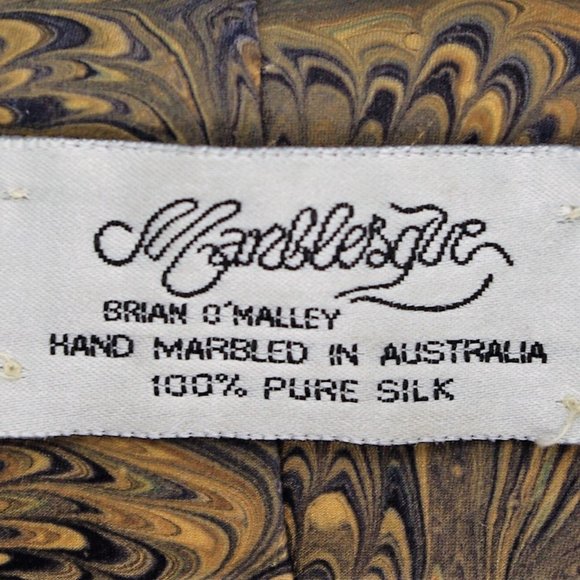 Marblesque
BRIAN O'MALLEY
HAND MARBLED IN AUSTRALIA
100% PURE SILK